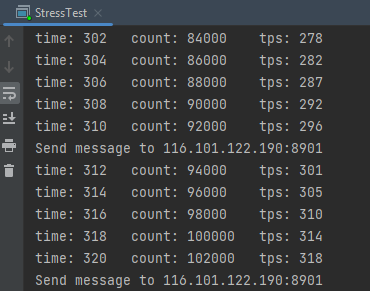 StressTest
time: 302 count: 84000 tps: 278
time: 304 count: 86000 tps: 282
time: 306 count: 88000 tps: 287
time: 308 count: 90000 tps: 292
time: 310 count: 92000 tps: 296
Send message to 116.101.122.190:8901
time: 312 count: 94000 tps: 301
time: 314 count: 96000 tps: 305
time: 316 count: 98000 tps: 310
time: 318 count: 100000 tps: 314
time: 320 count: 102000 tps: 318
Send message to 116.101.122.190:8901